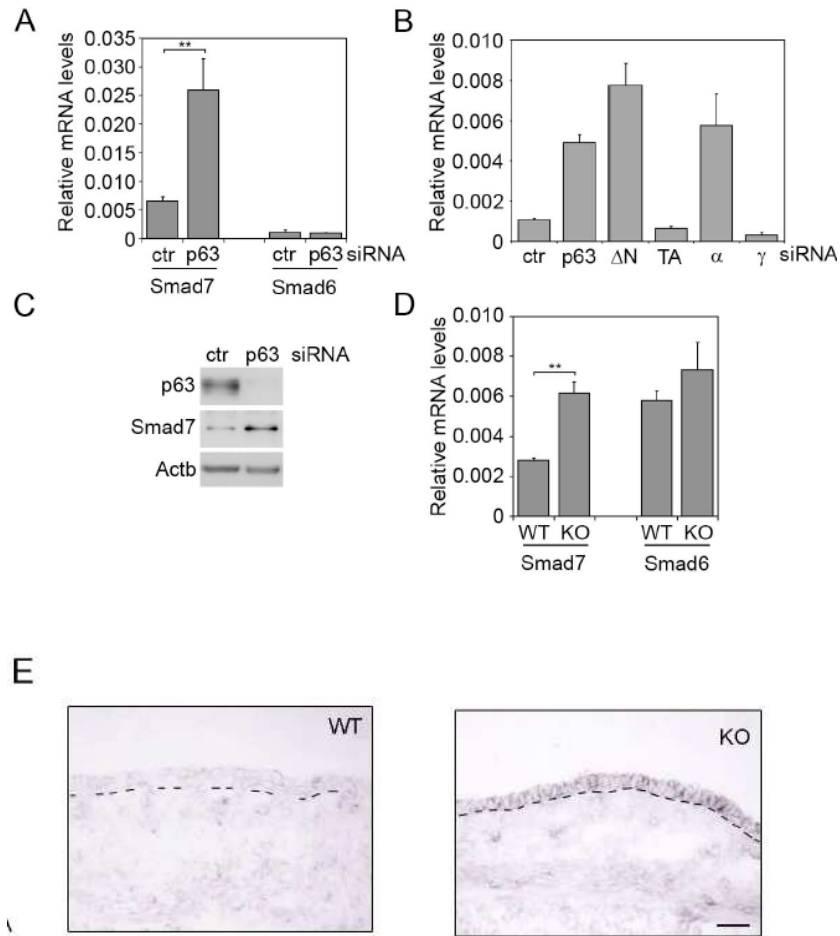 A
Relative mRNA levels
0.040
0.035
0.030
0.025
0.020
0.015
0.010
0.005
0
**
ctr p63 ctr p63 siRNA
Smad7 Smad6
B
Relative mRNA levels
0.010
0.008
0.006
0.004
0.002
0
ctr p63 ΔN TA α γ siRNA
C
ctr p63 siRNA
p63
Smad7
Actb
D
Relative mRNA levels
0.010
0.008
0.006
0.004
0.002
0
**
WT KO WT KO
Smad7 Smad6
E
WT
KO